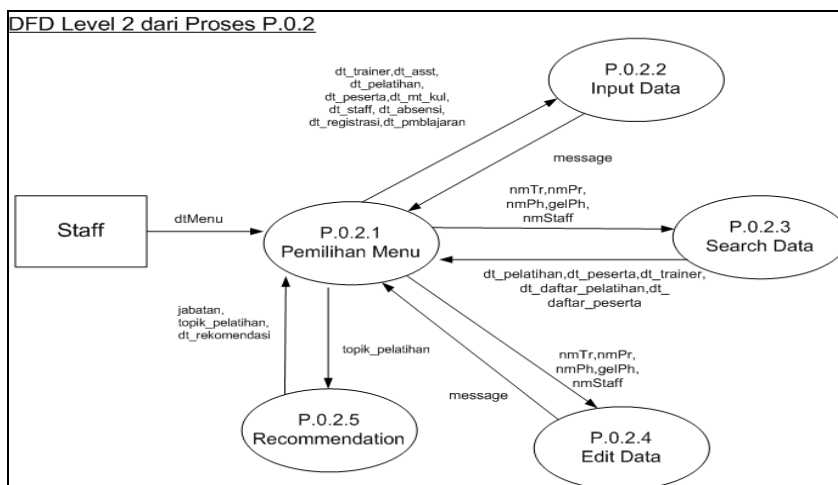 DFD Level 2 dari Proses P.0.2
dt_trainer,dt_asst,
dt_pelatihan,
dt_peserta,dt_mt_kul,
dt_staff, dt_absensi,
dt_registrasi,dt_pmblajaran
P.0.2.2
Input Data
message
nmTr,nmPr,
nmPh,gelPh,
nmStaff
Staff
dtMenu
P.0.2.1
Pemilihan Menu
P.0.2.3
Search Data
dt_pelatihan,dt_peserta,dt_trainer,
dt_daftar_pelatihan,dt_
daftar_peserta
jabatan,
topik_pelatihan,
dt_rekomendasi
topik_pelatihan
nmTr,nmPr,
nmPh,gelPh,
nmStaff
message
P.0.2.5
Recommendation
P.0.2.4
Edit Data